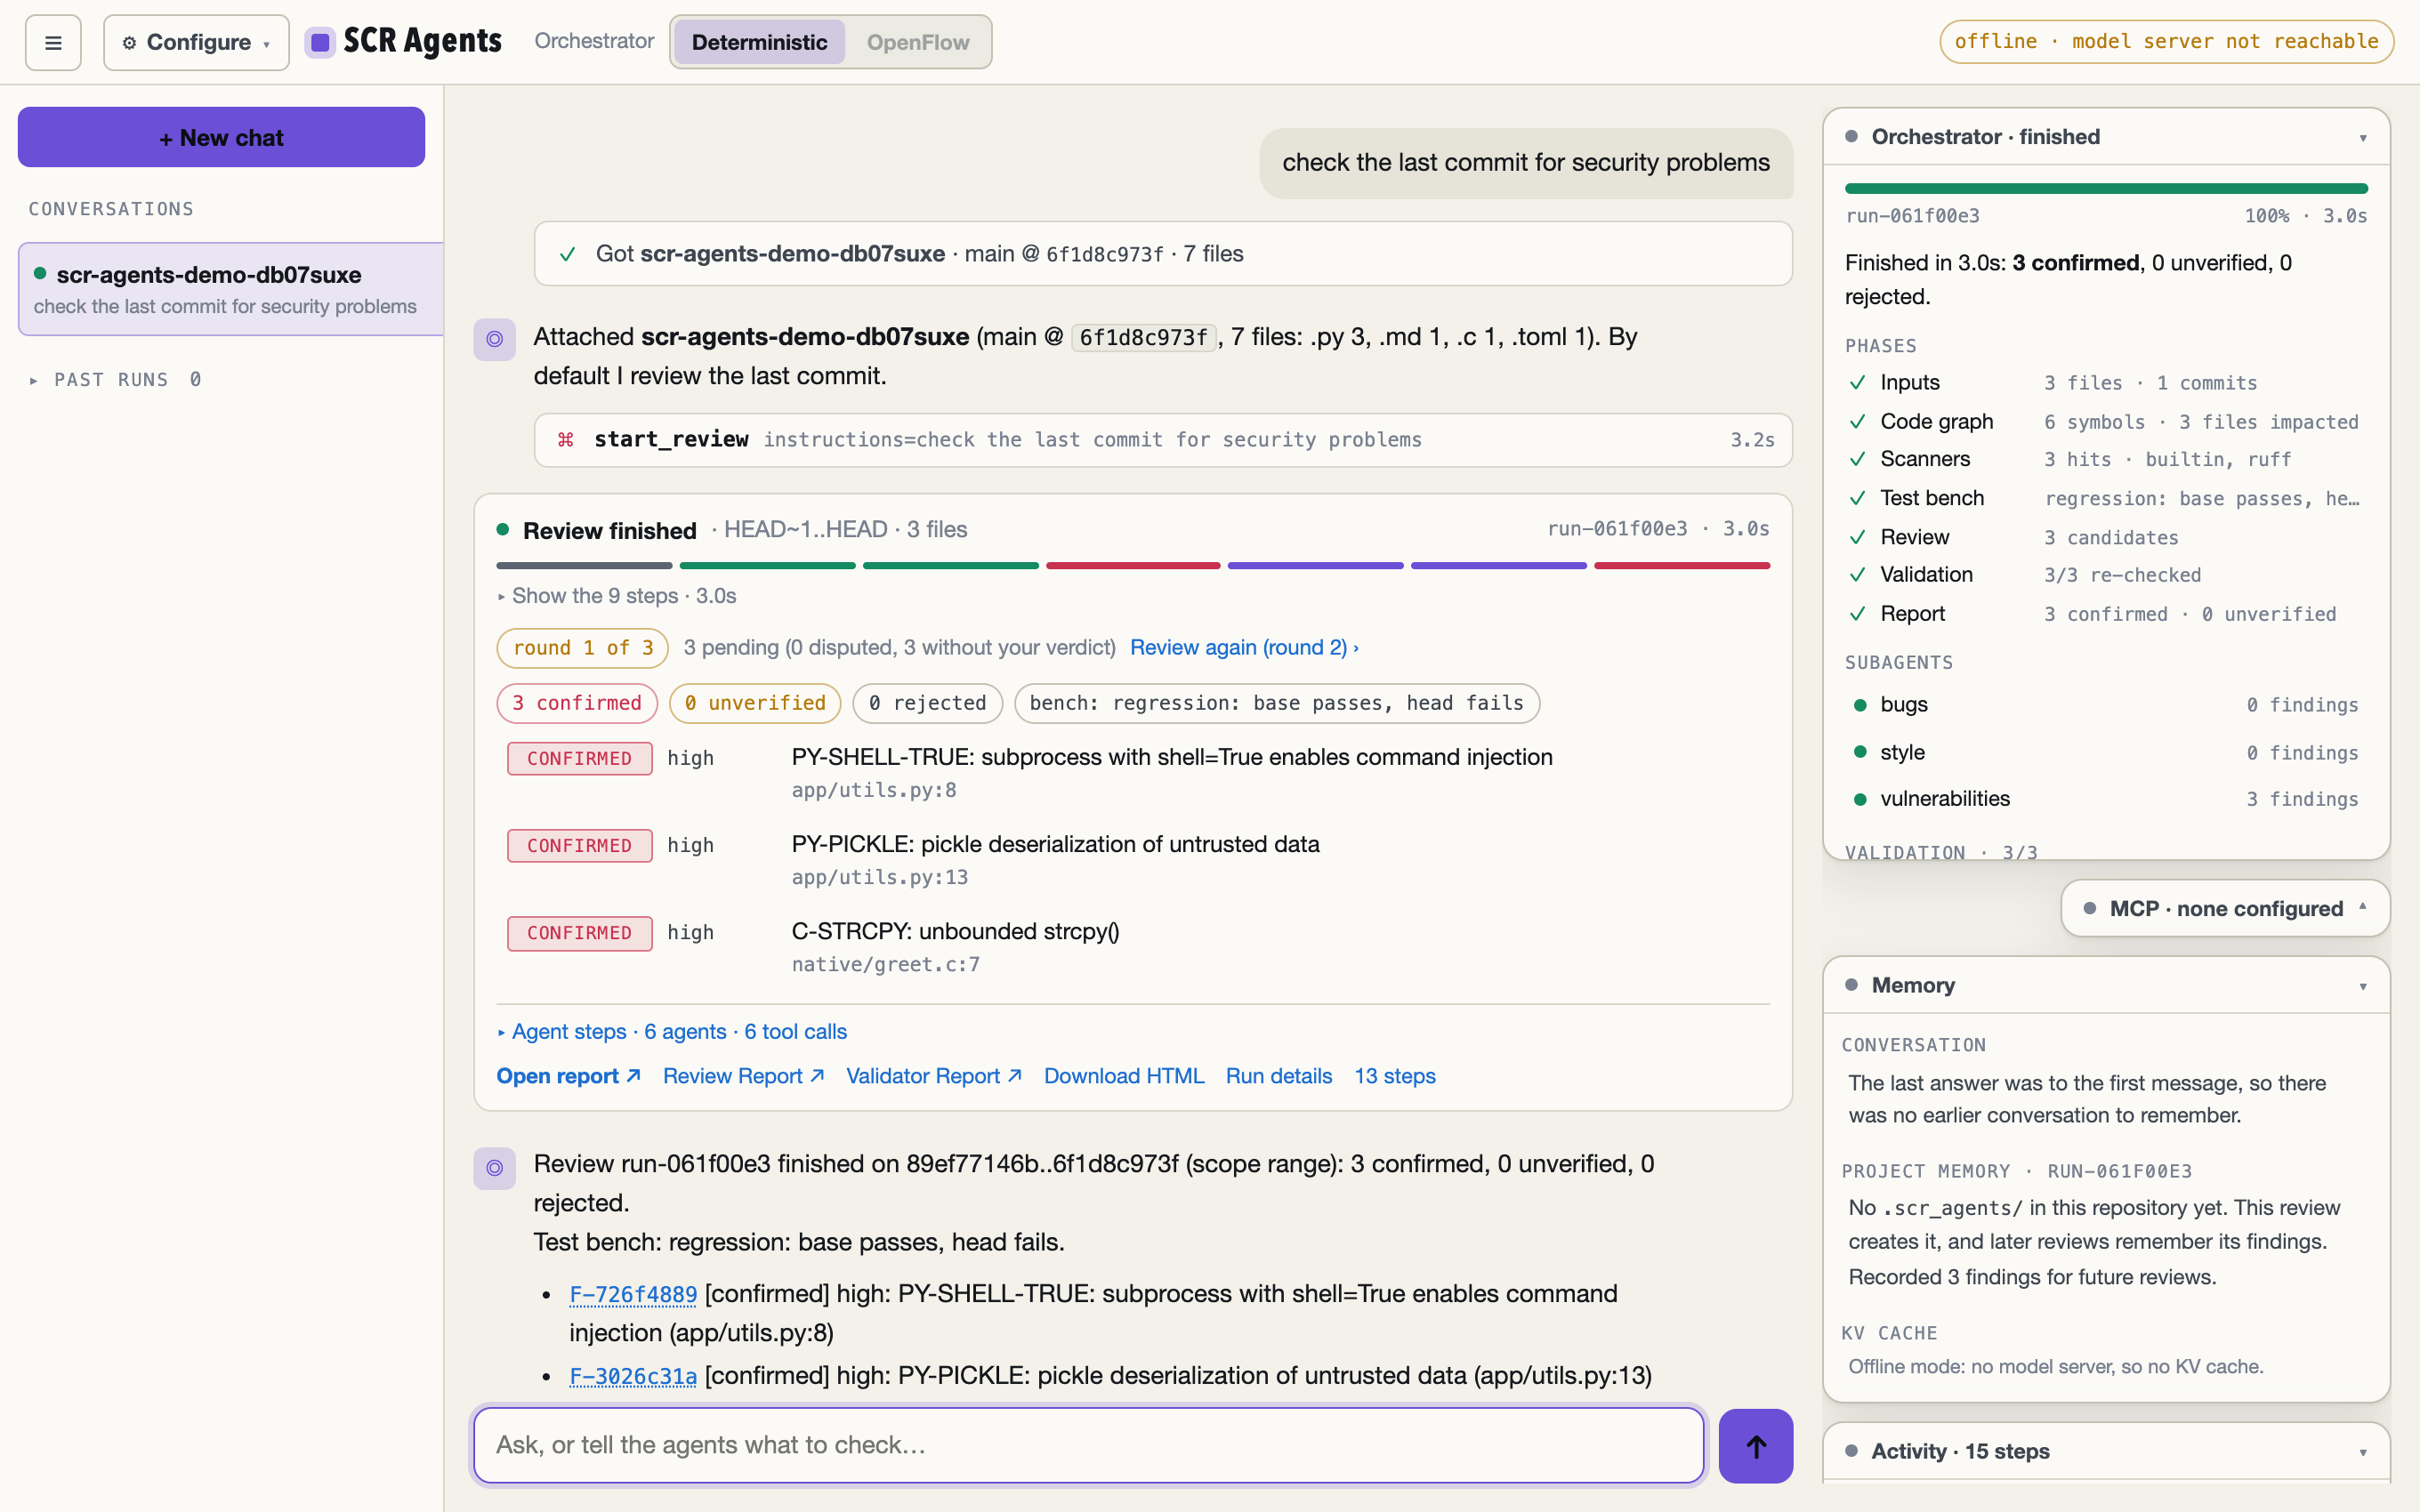 ☰
⚙ Configure ▾
SCR Agents
Orchestrator
Deterministic
OpenFlow
offline · model server not reachable
+ New chat
CONVERSATIONS
scr-agents-demo-db07suxe
check the last commit for security problems
▸ PAST RUNS 0
check the last commit for security problems
✓ Got scr-agents-demo-db07suxe · main @ 6f1d8c973f · 7 files
Attached scr-agents-demo-db07suxe (main @ 6f1d8c973f, 7 files: .py 3, .md 1, .c 1, .toml 1). By
default I review the last commit.
⌘ start_review instructions=check the last commit for security problems 3.2s
Review finished · HEAD~1..HEAD · 3 files run-061f00e3 · 3.0s
▸ Show the 9 steps · 3.0s
round 1 of 3 3 pending (0 disputed, 3 without your verdict) Review again (round 2) ›
3 confirmed 0 unverified 0 rejected bench: regression: base passes, head fails
CONFIRMED high PY-SHELL-TRUE: subprocess with shell=True enables command injection
app/utils.py:8
CONFIRMED high PY-PICKLE: pickle deserialization of untrusted data
app/utils.py:13
CONFIRMED high C-STRCPY: unbounded strcpy()
native/greet.c:7
▸ Agent steps · 6 agents · 6 tool calls
Open report ↗ Review Report ↗ Validator Report ↗ Download HTML Run details 13 steps
Review run-061f00e3 finished on 89ef77146b..6f1d8c973f (scope range): 3 confirmed, 0 unverified, 0
rejected.
Test bench: regression: base passes, head fails.
• F-726f4889 [confirmed] high: PY-SHELL-TRUE: subprocess with shell=True enables command
injection (app/utils.py:8)
• F-3026c31a [confirmed] high: PY-PICKLE: pickle deserialization of untrusted data (app/utils.py:13)
Ask, or tell the agents what to check…
Orchestrator · finished ▾
run-061f00e3 100% · 3.0s
Finished in 3.0s: 3 confirmed, 0 unverified, 0
rejected.
PHASES
✓ Inputs 3 files · 1 commits
✓ Code graph 6 symbols · 3 files impacted
✓ Scanners 3 hits · builtin, ruff
✓ Test bench regression: base passes, he…
✓ Review 3 candidates
✓ Validation 3/3 re-checked
✓ Report 3 confirmed · 0 unverified
SUBAGENTS
bugs 0 findings
style 0 findings
vulnerabilities 3 findings
VALIDATION · 3/3
MCP · none configured ▴
Memory ▾
CONVERSATION
The last answer was to the first message, so there
was no earlier conversation to remember.
PROJECT MEMORY · RUN-061F00E3
No .scr_agents/ in this repository yet. This review
creates it, and later reviews remember its findings.
Recorded 3 findings for future reviews.
KV CACHE
Offline mode: no model server, so no KV cache.
Activity · 15 steps ▾